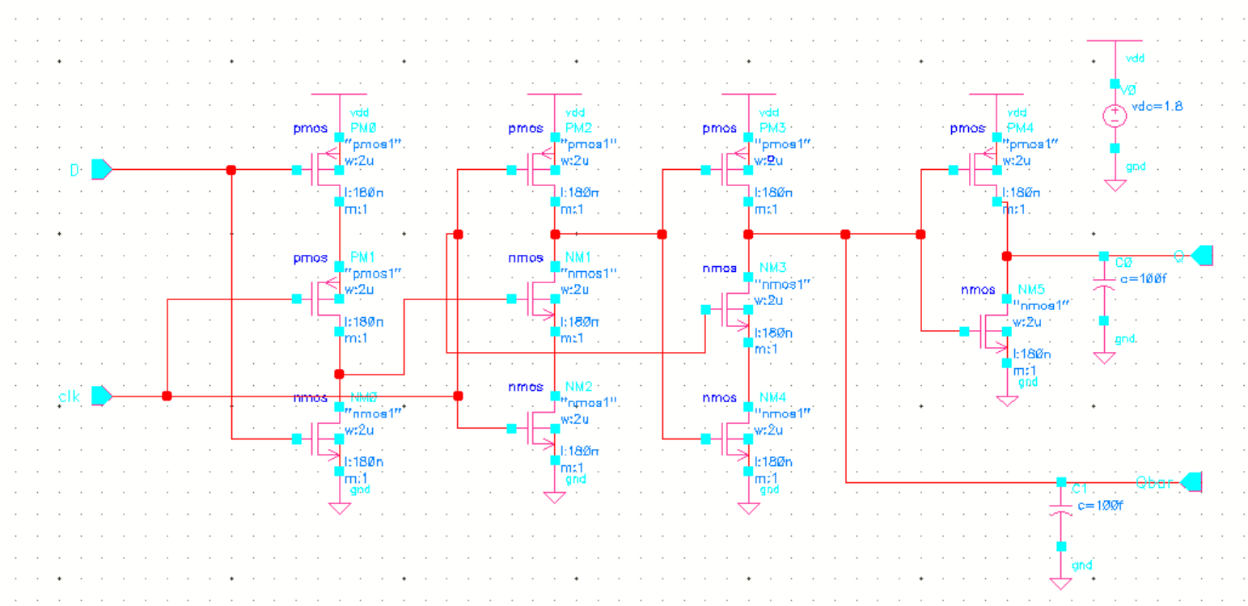 vdd
V0
vdc=1.8
gnd
vdd
pmos
PM0
"pmos1"
w:2u
l:180n
m:1
vdd
pmos
PM2
"pmos1"
w:2u
l:180n
m:1
vdd
pmos
PM3
"pmos1"
w:2u
l:180n
m:1
vdd
pmos
PM4
"pmos1"
w:2u
l:180n
m:1
D
pmos
PM1
"pmos1"
w:2u
l:180n
m:1
nmos
NM1
"nmos1"
w:2u
l:180n
m:1
nmos
NM3
"nmos1"
w:2u
l:180n
m:1
nmos
NM5
"nmos1"
w:2u
l:180n
m:1
gnd
Q
C0
c=100f
gnd
clk
nmos
NM0
"nmos1"
w:2u
l:180n
m:1
gnd
nmos
NM2
"nmos1"
w:2u
l:180n
m:1
gnd
nmos
NM4
"nmos1"
w:2u
l:180n
m:1
gnd
Qbar
C1
c=100f
gnd